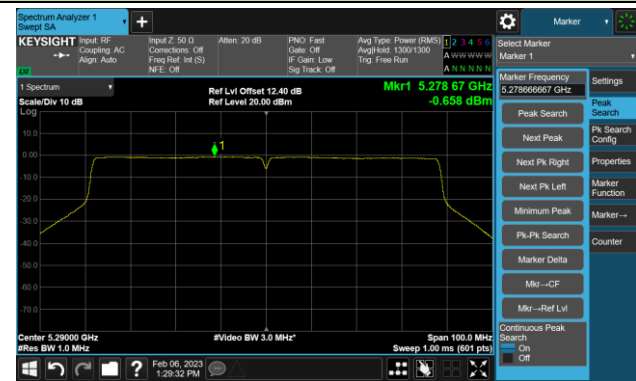 Spectrum Analyzer 1
Swept SA
+
Marker
KEYSIGHT
Input: RF
Coupling: AC
Align: Auto
Input Z: 50 Ω
Corrections: Off
Freq Ref: Int (S)
NFE: Off
Atten: 20 dB
PNO: Fast
Gate: Off
IF Gain: Low
Sig Track: Off
Avg Type: Power (RMS)
Avg|Hold: 1300/1300
Trig: Free Run
1 2 3 4 5 6
A W W W W W
A N N N N N
Select Marker
Marker 1
1 Spectrum
Scale/Div 10 dB
Log
Ref Lvl Offset 12.40 dB
Ref Level 20.00 dBm
Mkr1 5.278 67 GHz
-0.658 dBm
10.0
0.00
-10.0
-20.0
-30.0
-40.0
-50.0
-60.0
-70.0
1
Center 5.29000 GHz
#Res BW 1.0 MHz
#Video BW 3.0 MHz*
Span 100.0 MHz
Sweep 1.00 ms (601 pts)
Marker Frequency
5.278666667 GHz
Peak Search
Next Peak
Next Pk Right
Next Pk Left
Minimum Peak
Pk-Pk Search
Marker Delta
Mkr→CF
Mkr→Ref Lvl
Continuous Peak
Search
On
Off
Settings
Peak
Search
Pk Search
Config
Properties
Marker
Function
Marker→
Counter
?
Feb 06, 2023
1:29:32 PM